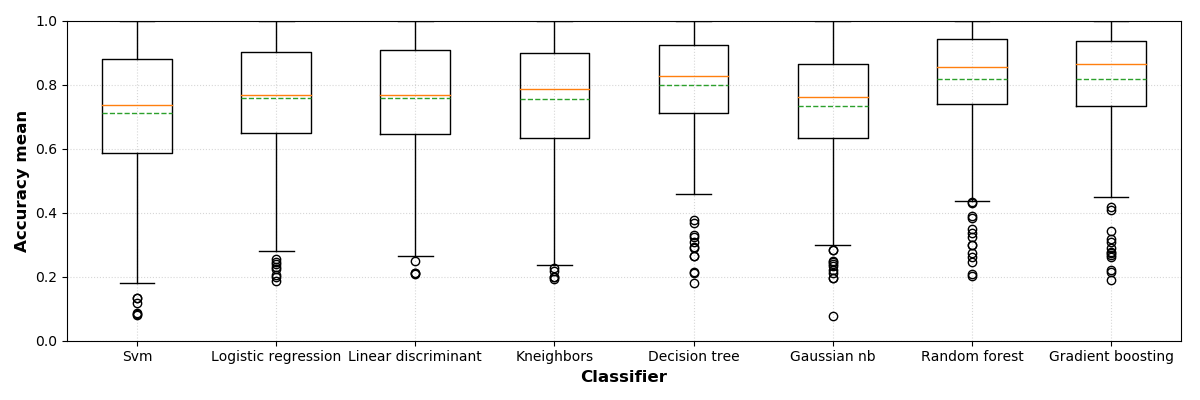 Accuracy mean
1.0
0.8
0.6
0.4
0.2
0.0
Svm Logistic regression Linear discriminant Kneighbors Decision tree Gaussian nb Random forest Gradient boosting
Classifier